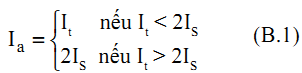 I_a = { I_t nếu I_t < 2I_S (B.1)
2I_S nếu I_t > 2I_S